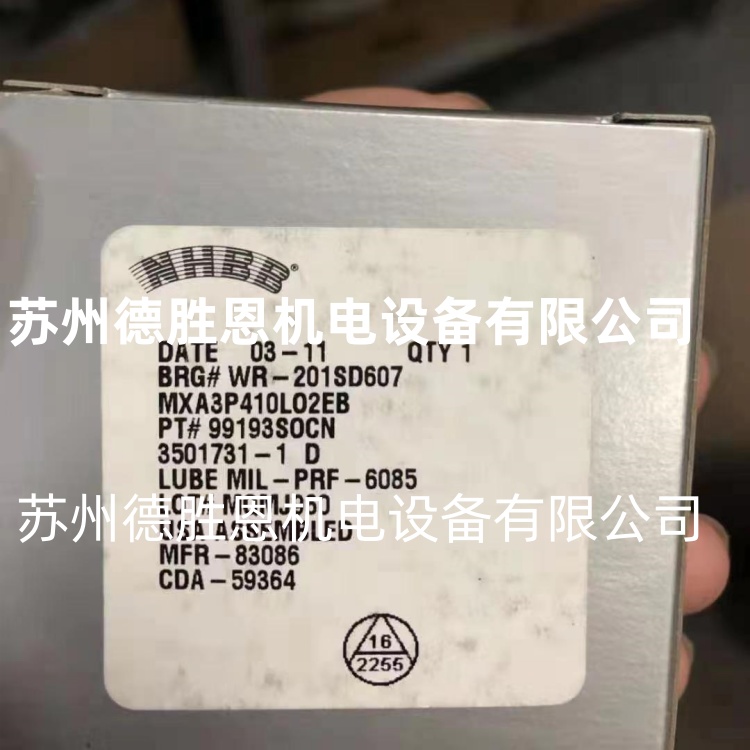 NHBB®
苏州德胜恩机电设备有限公司
DATE 03-11 QTY 1
BRG# WR-201SD607
MXA3P410LO2EB
PT# 99193SOCN
3501731-1 D
LUBE MIL-PRF-6085
苏州德胜恩机电设备有限公司
MFR-83086
CDA-59364
16
2255